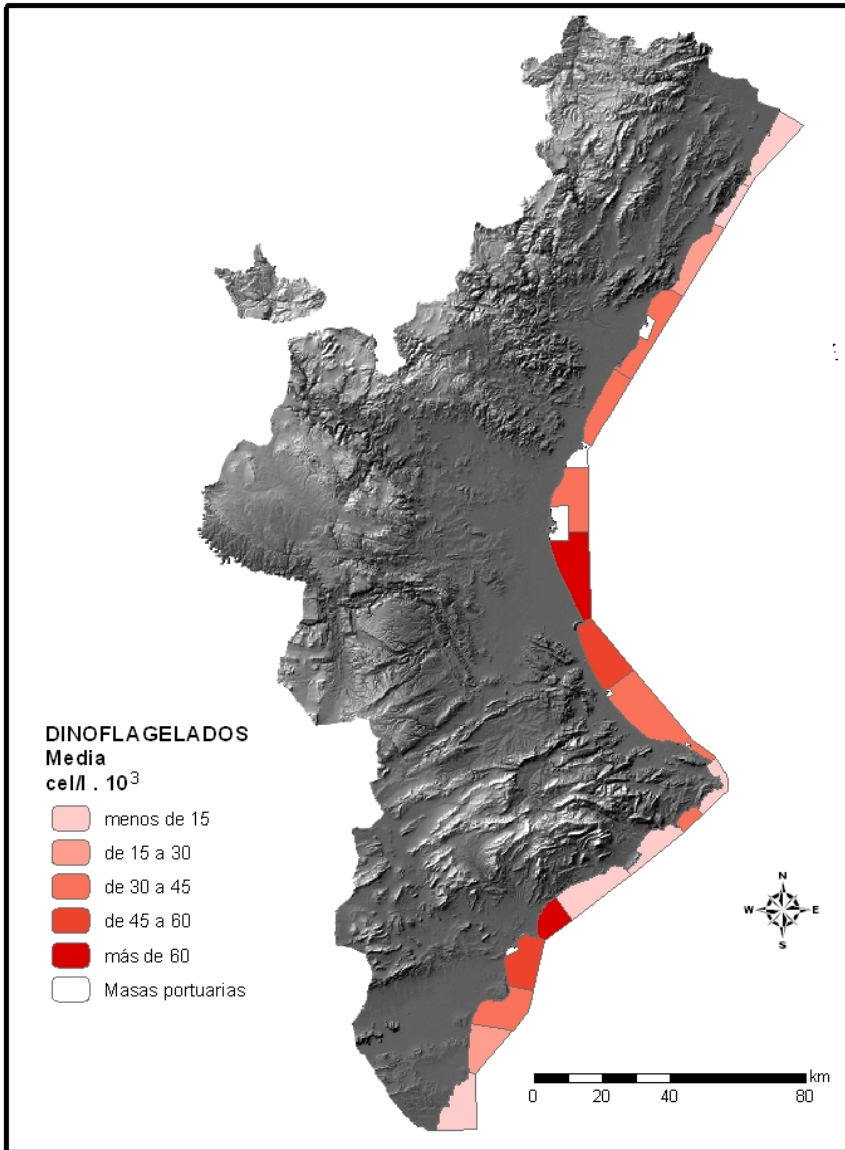 DINOFLAGELADOS
Media
cel/l . 10³
menos de 15
de 15 a 30
de 30 a 45
de 45 a 60
más de 60
Masas portuarias
N
W E
S
km
0 20 40 80